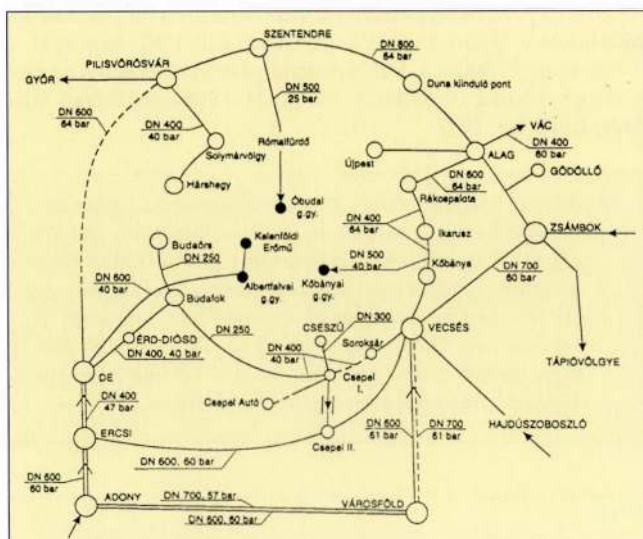 SZENTENDRE
DN 800
64 bar
PILISVÖRÖSVÁR
GYŐR
DN 500
25 bar
Duna kiinduló pont
DN 600
64 bar
DN 400
40 bar
VÁC
DN 400
60 bar
Solymárvölgy
Rómaifürdő
Újpest
ALAG
GÖDÖLLŐ
Hárshegy
DN 600
64 bar
Rákospalota
Óbudai
g.gy.
Budaörs
Kelenföldi
Erőmű
DN 400
64 bar
Ikarusz
ZSÁMBOK
DN 250
DN 500
40 bar
Kőbánya
DN 600
40 bar
Albertfalvai
g.gy.
Kőbányai
g.gy.
DN 700
60 bar
Budafok
DN 300
CSESZŰ
ÉRD-DIÓSD
DN 250
Soroksár
VECSÉS
DN 400, 40 bar
DN 400
40 bar
TÁPIÓVÖLGYE
DE
Csepel
I.
DN 400
47 bar
Csepel Autó
HAJDÚSZOBOSZLÓ
DN 600
61 bar
DN 700
61 bar
ERCSI
Csepel II.
DN 600, 60 bar
DN 600
60 bar
DN 700, 57 bar
ADONY
VÁROSFÖLD
DN 600, 60 bar